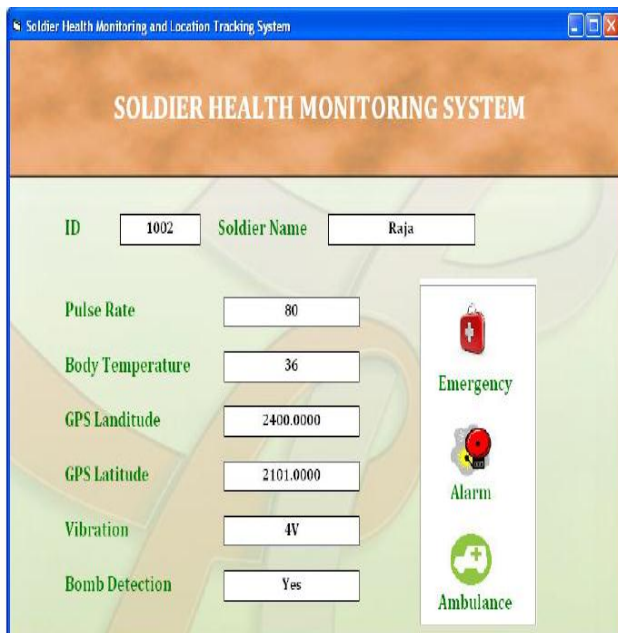 Soldier Health Monitoring and Location Tracking System
SOLDIER HEALTH MONITORING SYSTEM
ID 1002 Soldier Name Raja
Pulse Rate 80
Body Temperature 36
Emergency
GPS Landitude 2400.0000
GPS Latitude 2101.0000
Alarm
Vibration 4V
Bomb Detection Yes
Ambulance